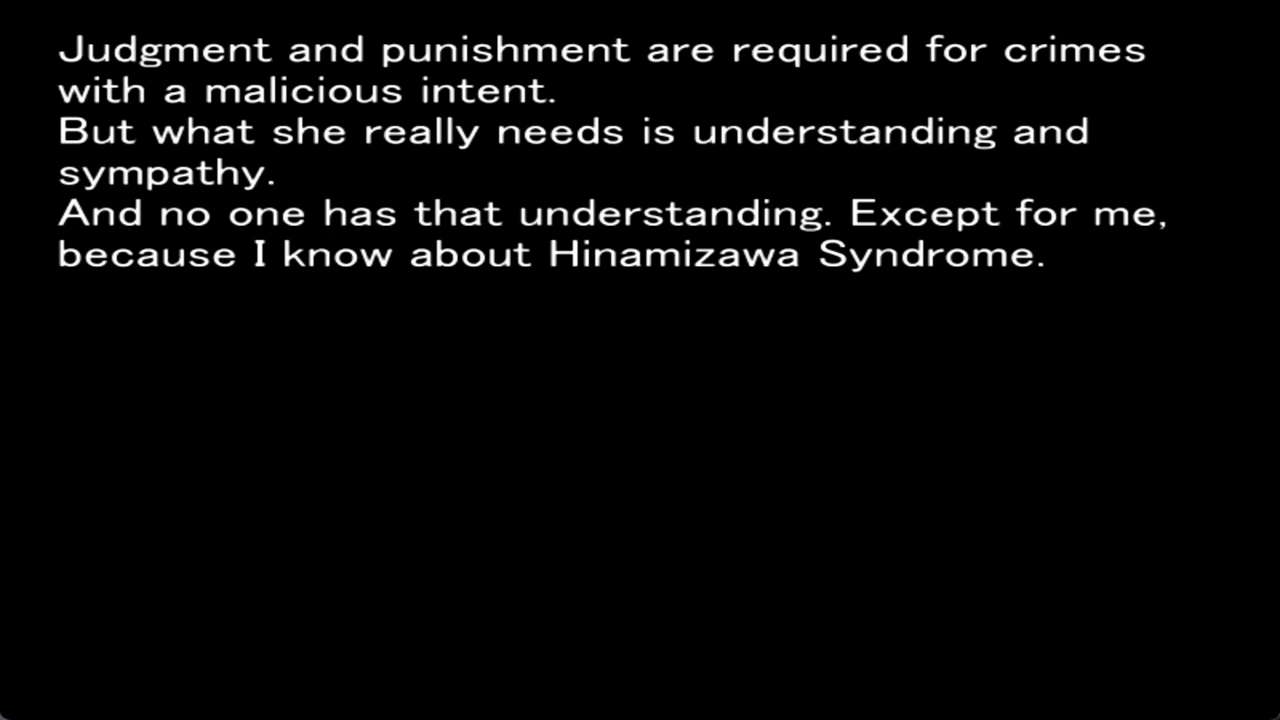 Judgment and punishment are required for crimes
with a malicious intent.
But what she really needs is understanding and
sympathy.
And no one has that understanding. Except for me,
because I know about Hinamizawa Syndrome.